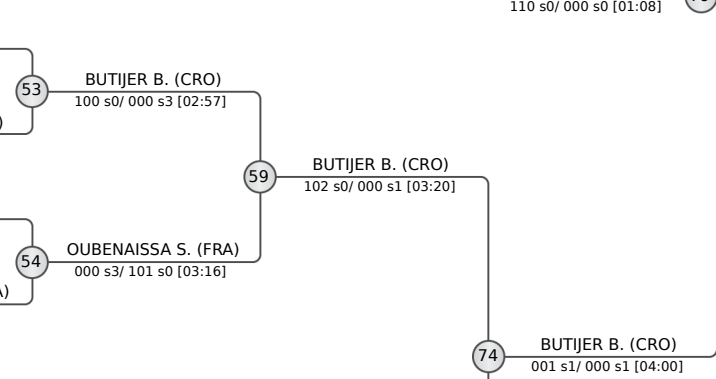 110 s0/ 000 s0 [01:08]
53
BUTIJER B. (CRO)
100 s0/ 000 s3 [02:57]
)
59
BUTIJER B. (CRO)
102 s0/ 000 s1 [03:20]
54
OUBENAISSA S. (FRA)
000 s3/ 101 s0 [03:16]
A)
74
BUTIJER B. (CRO)
001 s1/ 000 s1 [04:00]